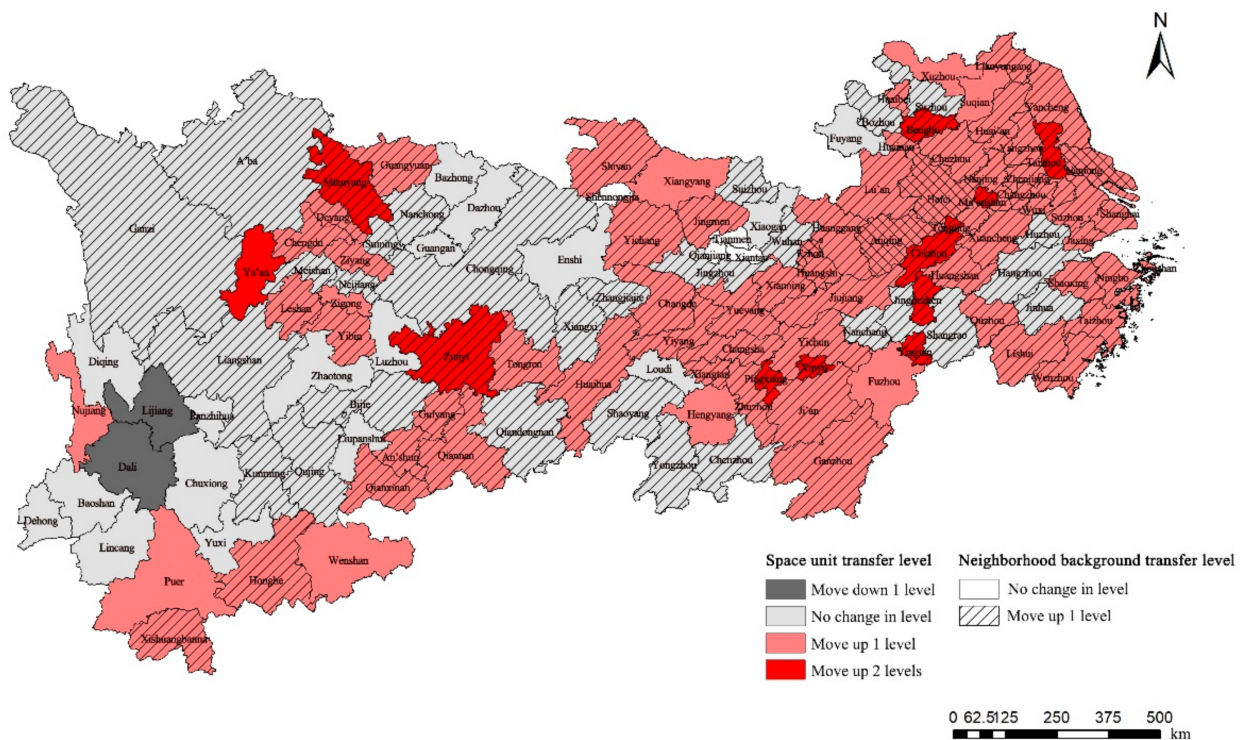 N
Lianyungang
Xuzhou
Huaibei
Suqian
Suzhou
Yancheng
Bozhou
Bengbu
Huai'an
Fuyang
Huainan
Yangzhou
Taizhou
Chuzhou
Nantong
Nanjing
Zhenjiang
Changzhou
Ma'anshan
Lu'an
Hefei
Wuxi
Suzhou
Shanghai
A'ba
Guangyuan
Bazhong
Mianyang
Shiyan
Xiangyang
Suizhou
Shennongjia
Ganzi
Deyang
Nanchong
Dazhou
Jingmen
Xiaogan
Huanggang
Anqing
Tongling
Xuancheng
Huzhou
Jiaxing
Chengdu
Suining
Guangan
Yichang
Tianmen
Wuhan
Ezhou
Chizhou
Ya'an
Ziyang
Meishan
Neijiang
Chongqing
Enshi
Qianjiang
Xiantao
Jingzhou
Huangshi
Huangshan
Hangzhou
Ningbo
Zhoushan
Shaoxing
Leshan
Zigong
Zhangjiajie
Changde
Xianning
Jiujiang
Jingdezhen
Jinhua
Taizhou
Yibin
Yueyang
Quzhou
Liangshan
Luzhou
Zunyi
Xiangxi
Yiyang
Changsha
Yichun
Nanchang
Shangrao
Yingtan
Lishui
Diqing
Zhaotong
Tongren
Huaihua
Loudi
Xiangtan
Pingxiang
Xinyu
Fuzhou
Wenzhou
Nujiang
Lijiang
Panzhihua
Bijie
Guiyang
Shaoyang
Hengyang
Zhuzhou
Ji'an
Dali
Liupanshui
An'shun
Qiannan
Qiandongnan
Ganzhou
Chuxiong
Kunming
Qujing
Qianxinan
Yongzhou
Chenzhou
Baoshan
Dehong
Lincang
Yuxi
Puer
Honghe
Wenshan
Xishuangbanna
Space unit transfer level
Move down 1 level
No change in level
Move up 1 level
Move up 2 levels
Neighborhood background transfer level
No change in level
Move up 1 level
0 62.5125 250 375 500
km